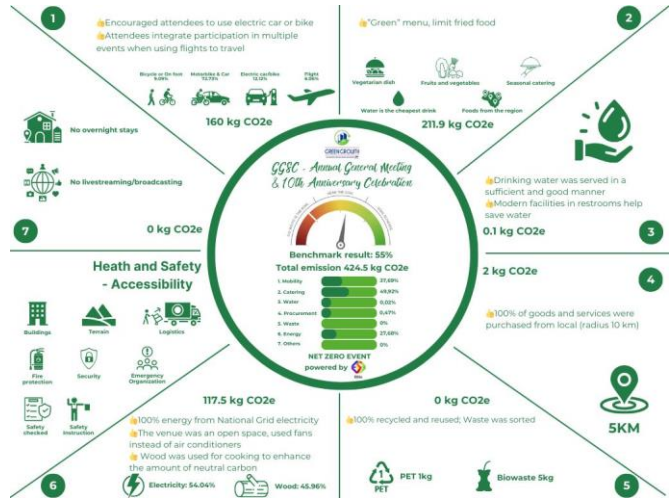 1
Encouraged attendees to use electric car or bike
Attendees integrate participation in multiple
events when using flights to travel
Bicycle or On foot
9.09%
Motorbike & Car
72.73%
Electric car/bike
12.12%
Flight
6.06%
160 kg CO2e
2
"Green" menu, limit fried food
Vegetarian dish
Fruits and vegetables
Seasonal catering
Water is the cheapest drink
Foods from the region
211.9 kg CO2e
Drinking water was served in a
sufficient and good manner
Modern facilities in restrooms help
save water
0.1 kg CO2e
3
2 kg CO2e
4
100% of goods and services were
purchased from local (radius 10 km)
5KM
0 kg CO2e
100% recycled and reused; Waste was sorted
1
PET
PET 1kg
Biowaste 5kg
5
117.5 kg CO2e
100% energy from National Grid electricity
The venue was an open space, used fans
instead of air conditioners
Wood was used for cooking to enhance
the amount of neutral carbon
Electricity: 54.04%
Wood: 45.96%
6
No overnight stays
No livestreaming/broadcasting
7
0 kg CO2e
Heath and Safety
- Accessibility
Buildings
Terrain
Logistics
Fire
protection
Security
Emergency
Organization
Safety
checked
Safety
Instruction
GREEN GROWTH
GGSC - Annual General Meeting
& 10th Anniversary Celebration
Benchmark result: 55%
Total emission 424.5 kg CO2e
1. Mobility
37,69%
2. Catering
49,92%
3. Water
0,02%
4. Procurement
0,47%
5. Waste
0%
6. Energy
27,68%
7. Others
0%
NET ZERO EVENT
powered by